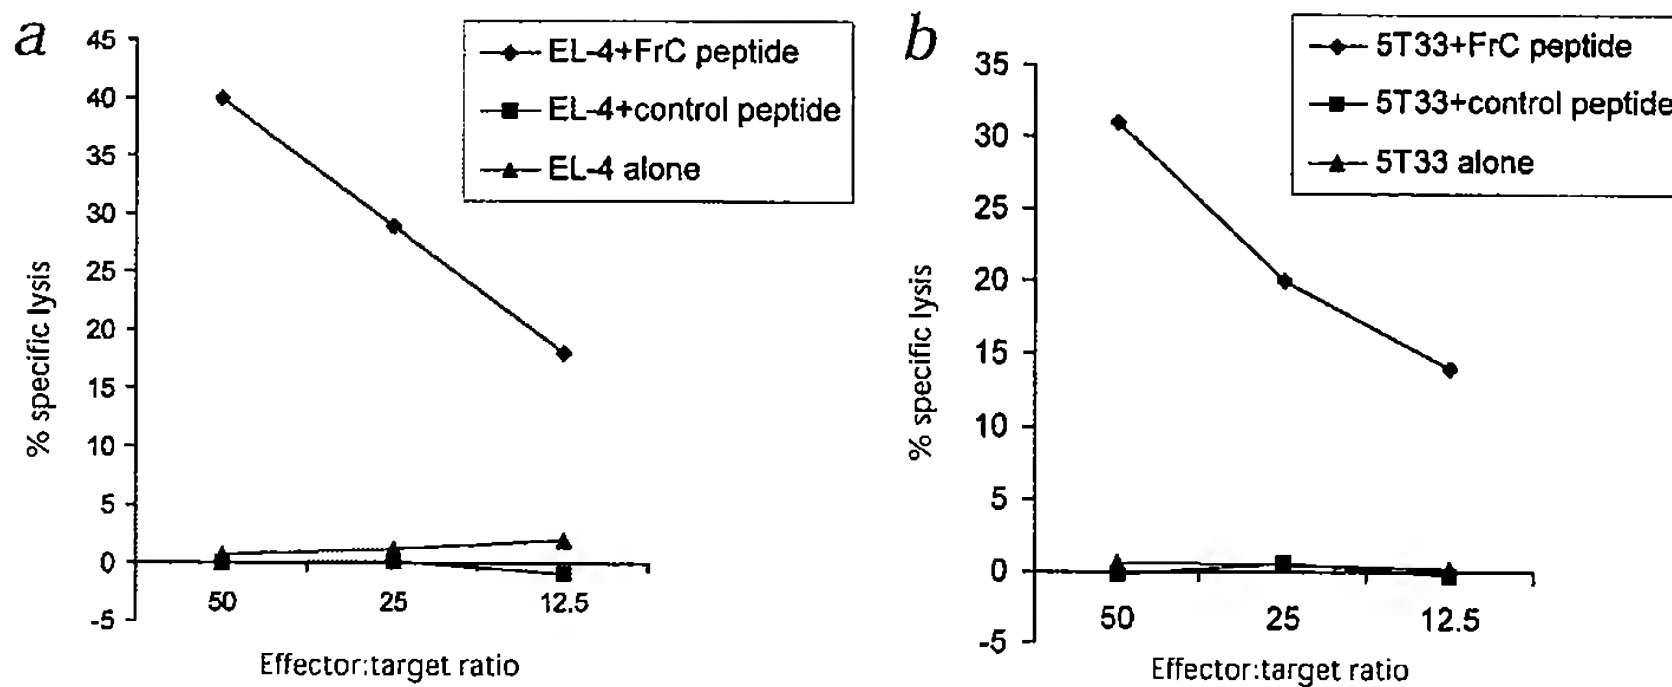 a
45
40
35
30
25
20
15
10
5
0
-5
% specific lysis
EL-4+FrC peptide
EL-4+control peptide
EL-4 alone
50 25 12.5
Effector:target ratio
b
35
30
25
20
15
10
5
0
-5
% specific lysis
5T33+FrC peptide
5T33+control peptide
5T33 alone
50 25 12.5
Effector:target ratio